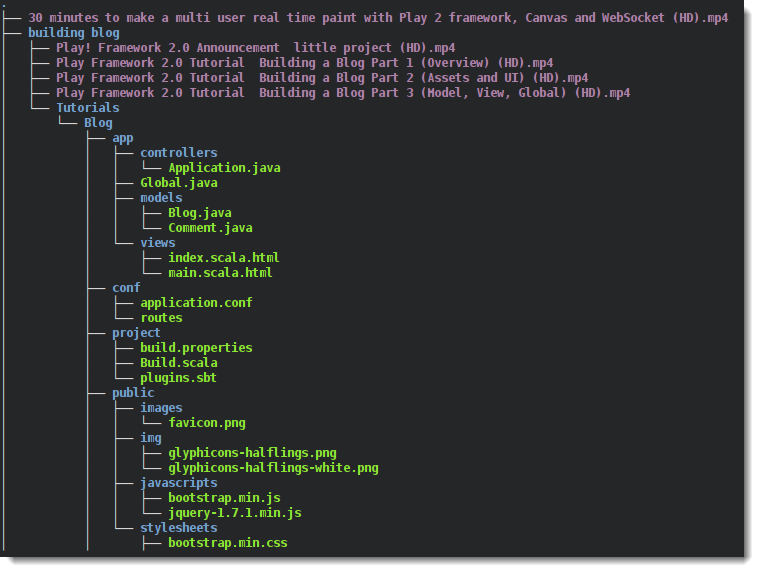 .
├── 30 minutes to make a multi user real time paint with Play 2 framework, Canvas and WebSocket (HD).mp4
├── building blog
│   ├── Play! Framework 2.0 Announcement  little project (HD).mp4
│   ├── Play Framework 2.0 Tutorial  Building a Blog Part 1 (Overview) (HD).mp4
│   ├── Play Framework 2.0 Tutorial  Building a Blog Part 2 (Assets and UI) (HD).mp4
│   ├── Play Framework 2.0 Tutorial  Building a Blog Part 3 (Model, View, Global) (HD).mp4
│   └── Tutorials
│       └── Blog
│           ├── app
│           │   ├── controllers
│           │   │   └── Application.java
│           │   ├── Global.java
│           │   ├── models
│           │   │   ├── Blog.java
│           │   │   └── Comment.java
│           │   └── views
│           │       ├── index.scala.html
│           │       └── main.scala.html
│           ├── conf
│           │   ├── application.conf
│           │   └── routes
│           ├── project
│           │   ├── build.properties
│           │   ├── Build.scala
│           │   └── plugins.sbt
│           ├── public
│           │   ├── images
│           │   │   └── favicon.png
│           │   ├── img
│           │   │   ├── glyphicons-halflings.png
│           │   │   └── glyphicons-halflings-white.png
│           │   ├── javascripts
│           │   │   ├── bootstrap.min.js
│           │   │   └── jquery-1.7.1.min.js
│           │   └── stylesheets
│           │       ├── bootstrap.min.css